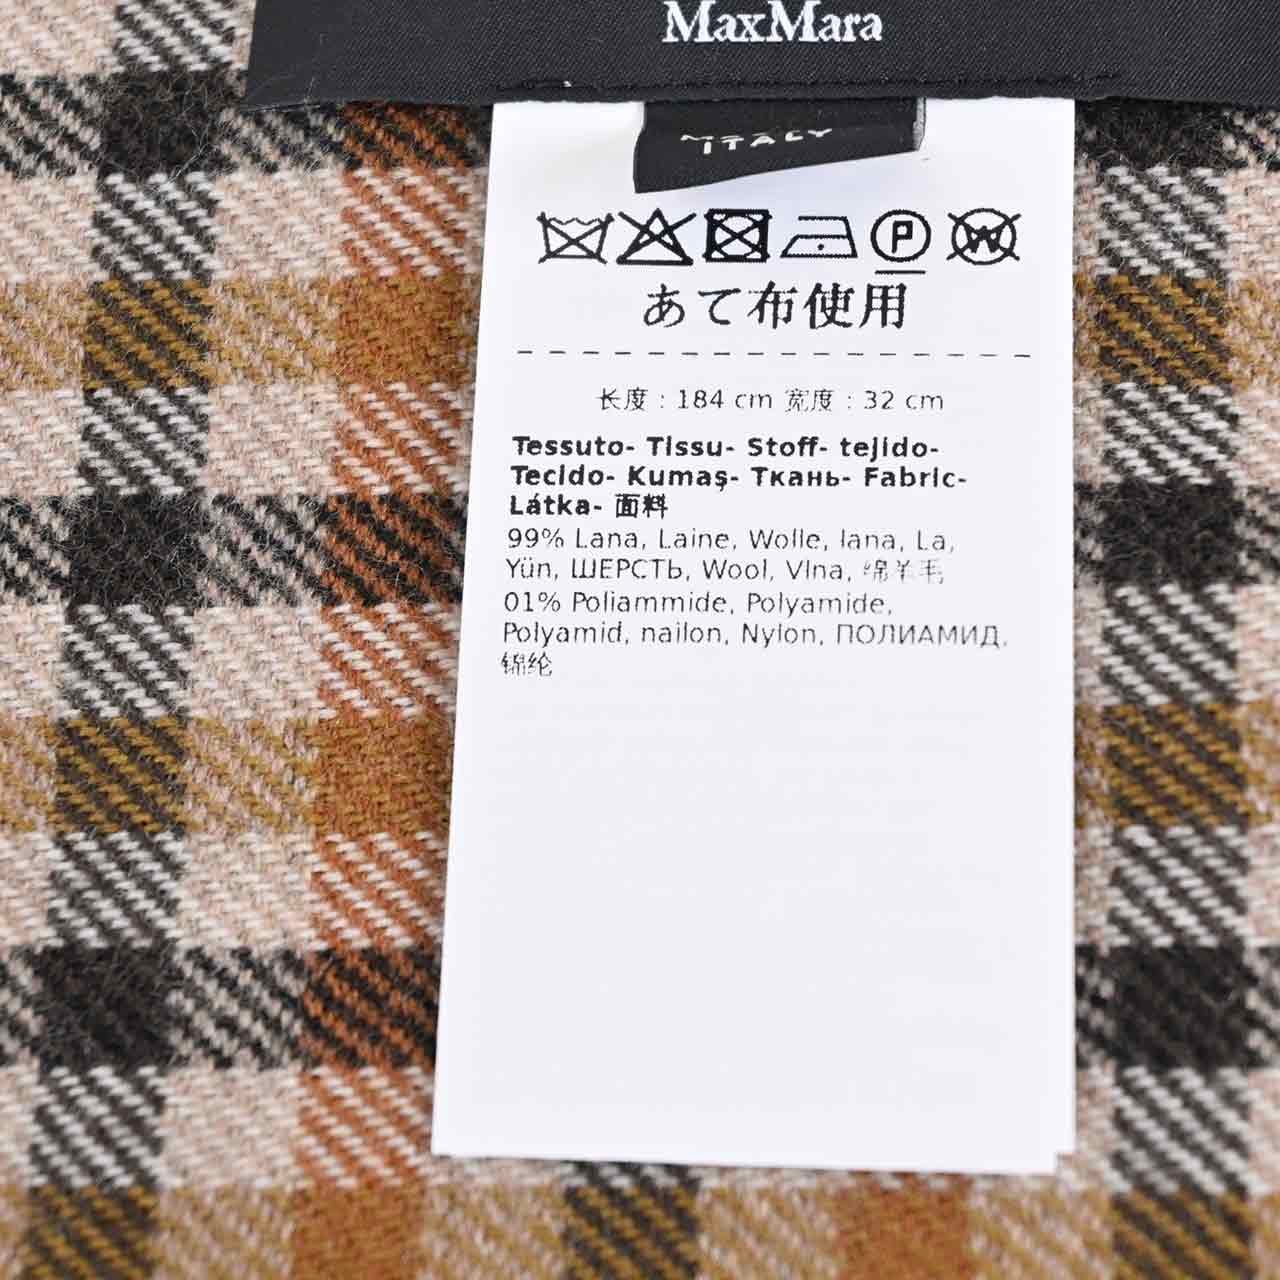 MaxMara
ITALY
P
W
あて布使用
长度 : 184 cm 宽度 : 32 cm
Tessuto- Tissu- Stoff- tejido-
Tecido- Kumaş- Ткань- Fabric-
Látka- 面料
99% Lana, Laine, Wolle, lana, La,
Yün, ШЕРСТЬ, Wool, Vlna, 绵羊毛
01% Poliammide, Polyamide,
Polyamid, nailon, Nylon, ПОЛИАМИД,
锦纶